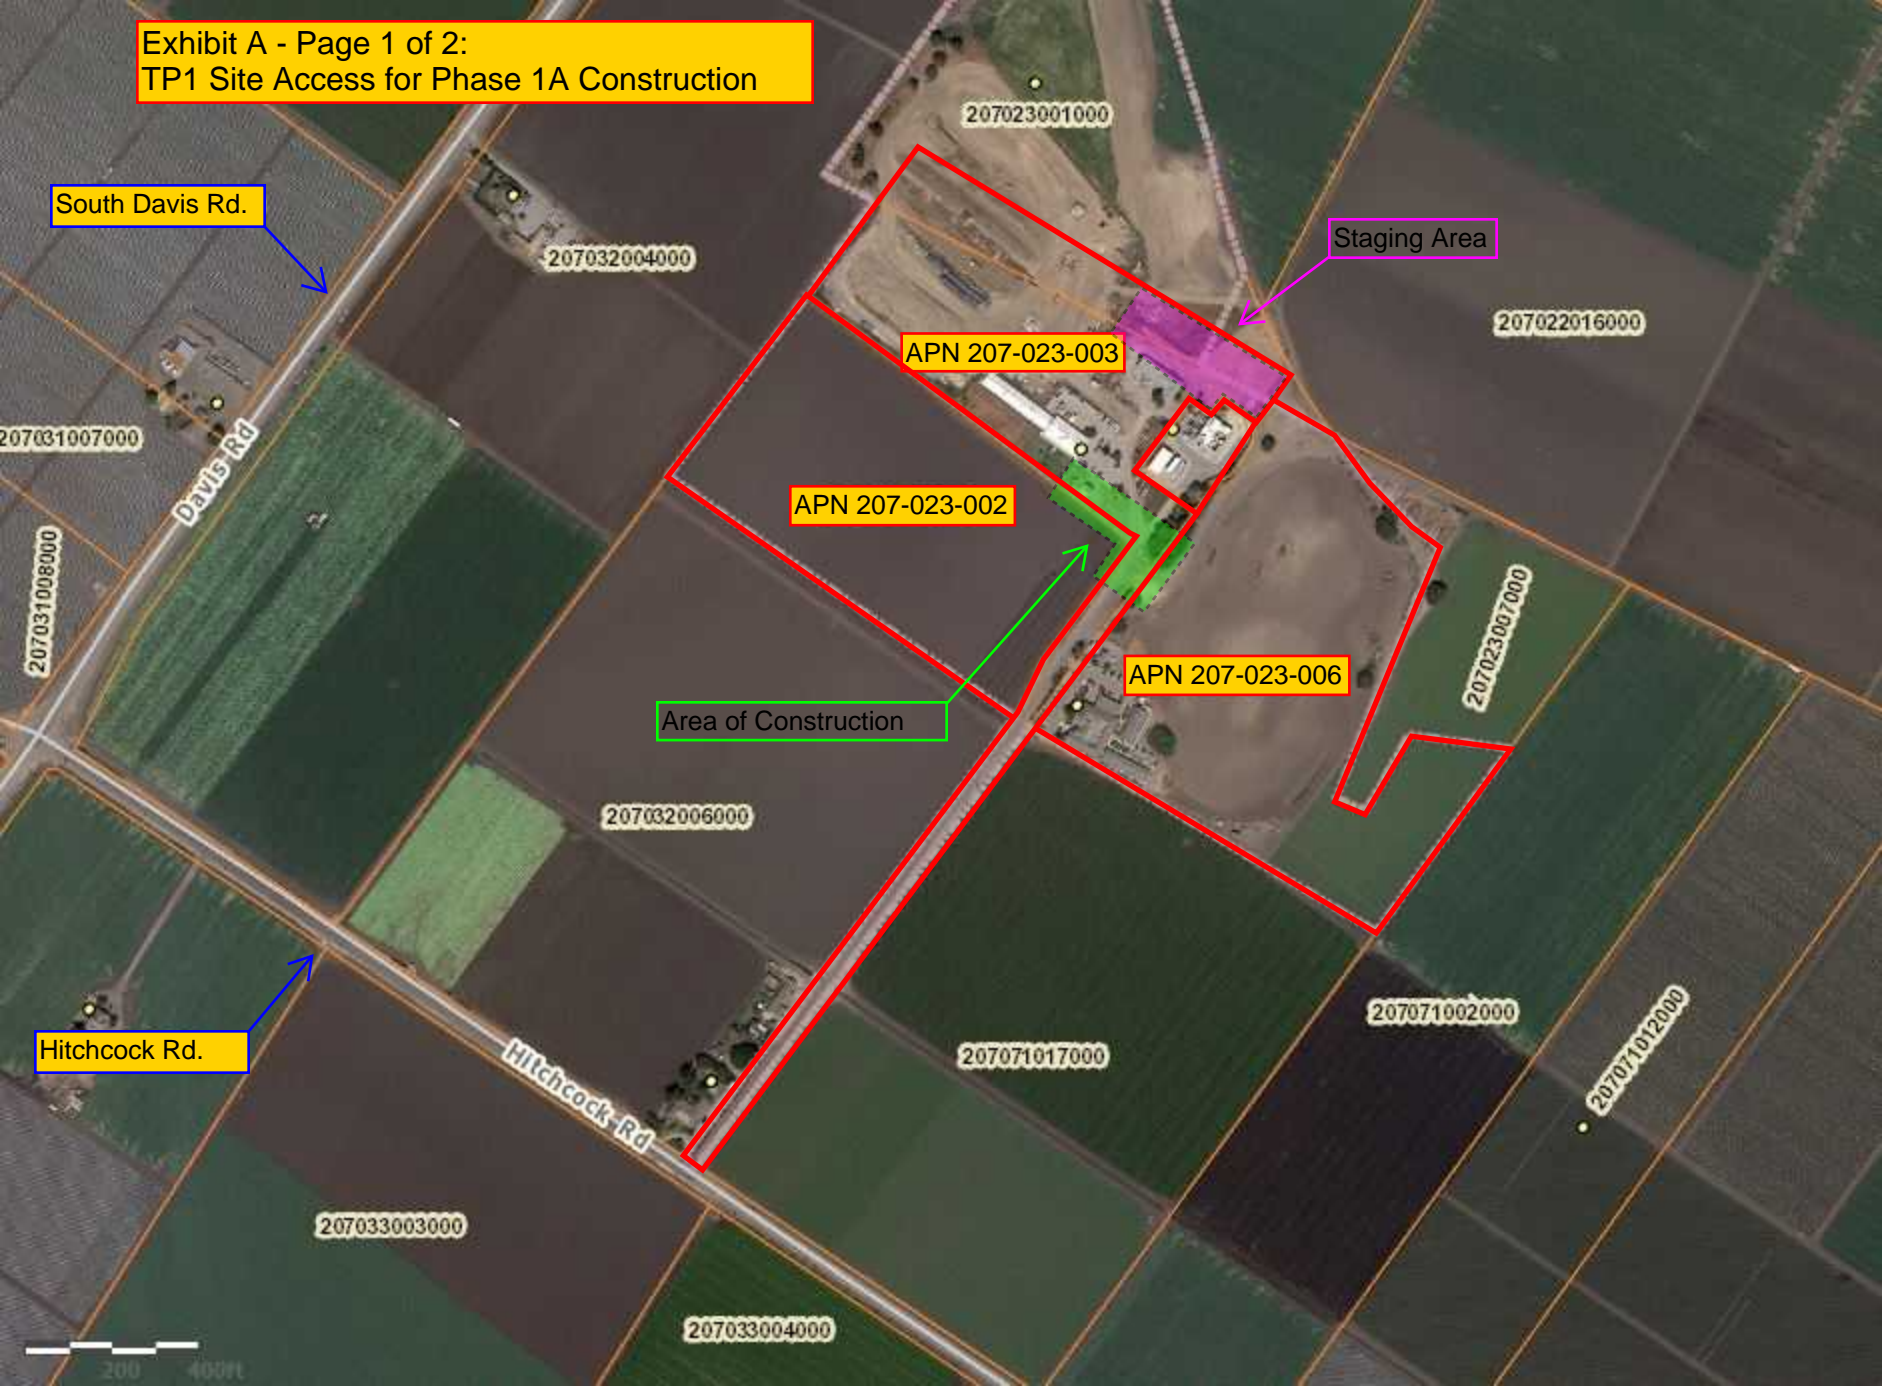 Exhibit A - Page 1 of 2:
TP1 Site Access for Phase 1A Construction
207023001000
South Davis Rd.
Staging Area
207032004000
207022016000
APN 207-023-003
207031007000
Davis Rd
APN 207-023-002
207031008000
207023007000
APN 207-023-006
Area of Construction
207032006000
207071002000
207071012000
Hitchcock Rd.
207071017000
Hitchcock Rd
207033003000
207033004000
200
400ft